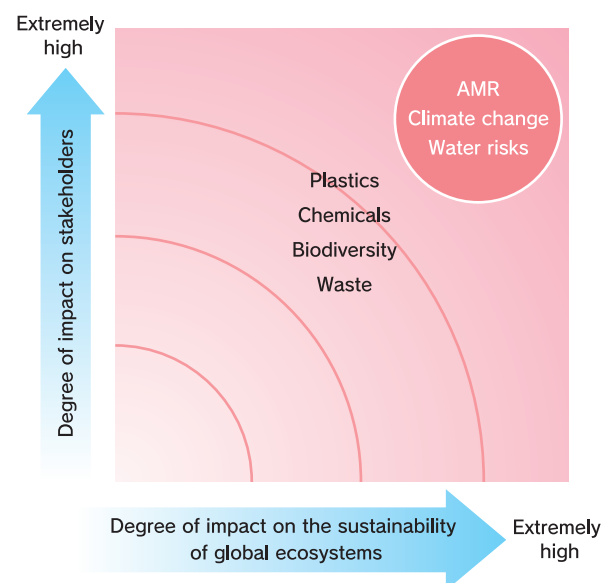 Extremely
high
AMR
Climate change
Water risks
Plastics
Chemicals
Biodiversity
Waste
Degree of impact on stakeholders
Degree of impact on the sustainability
of global ecosystems
Extremely
high